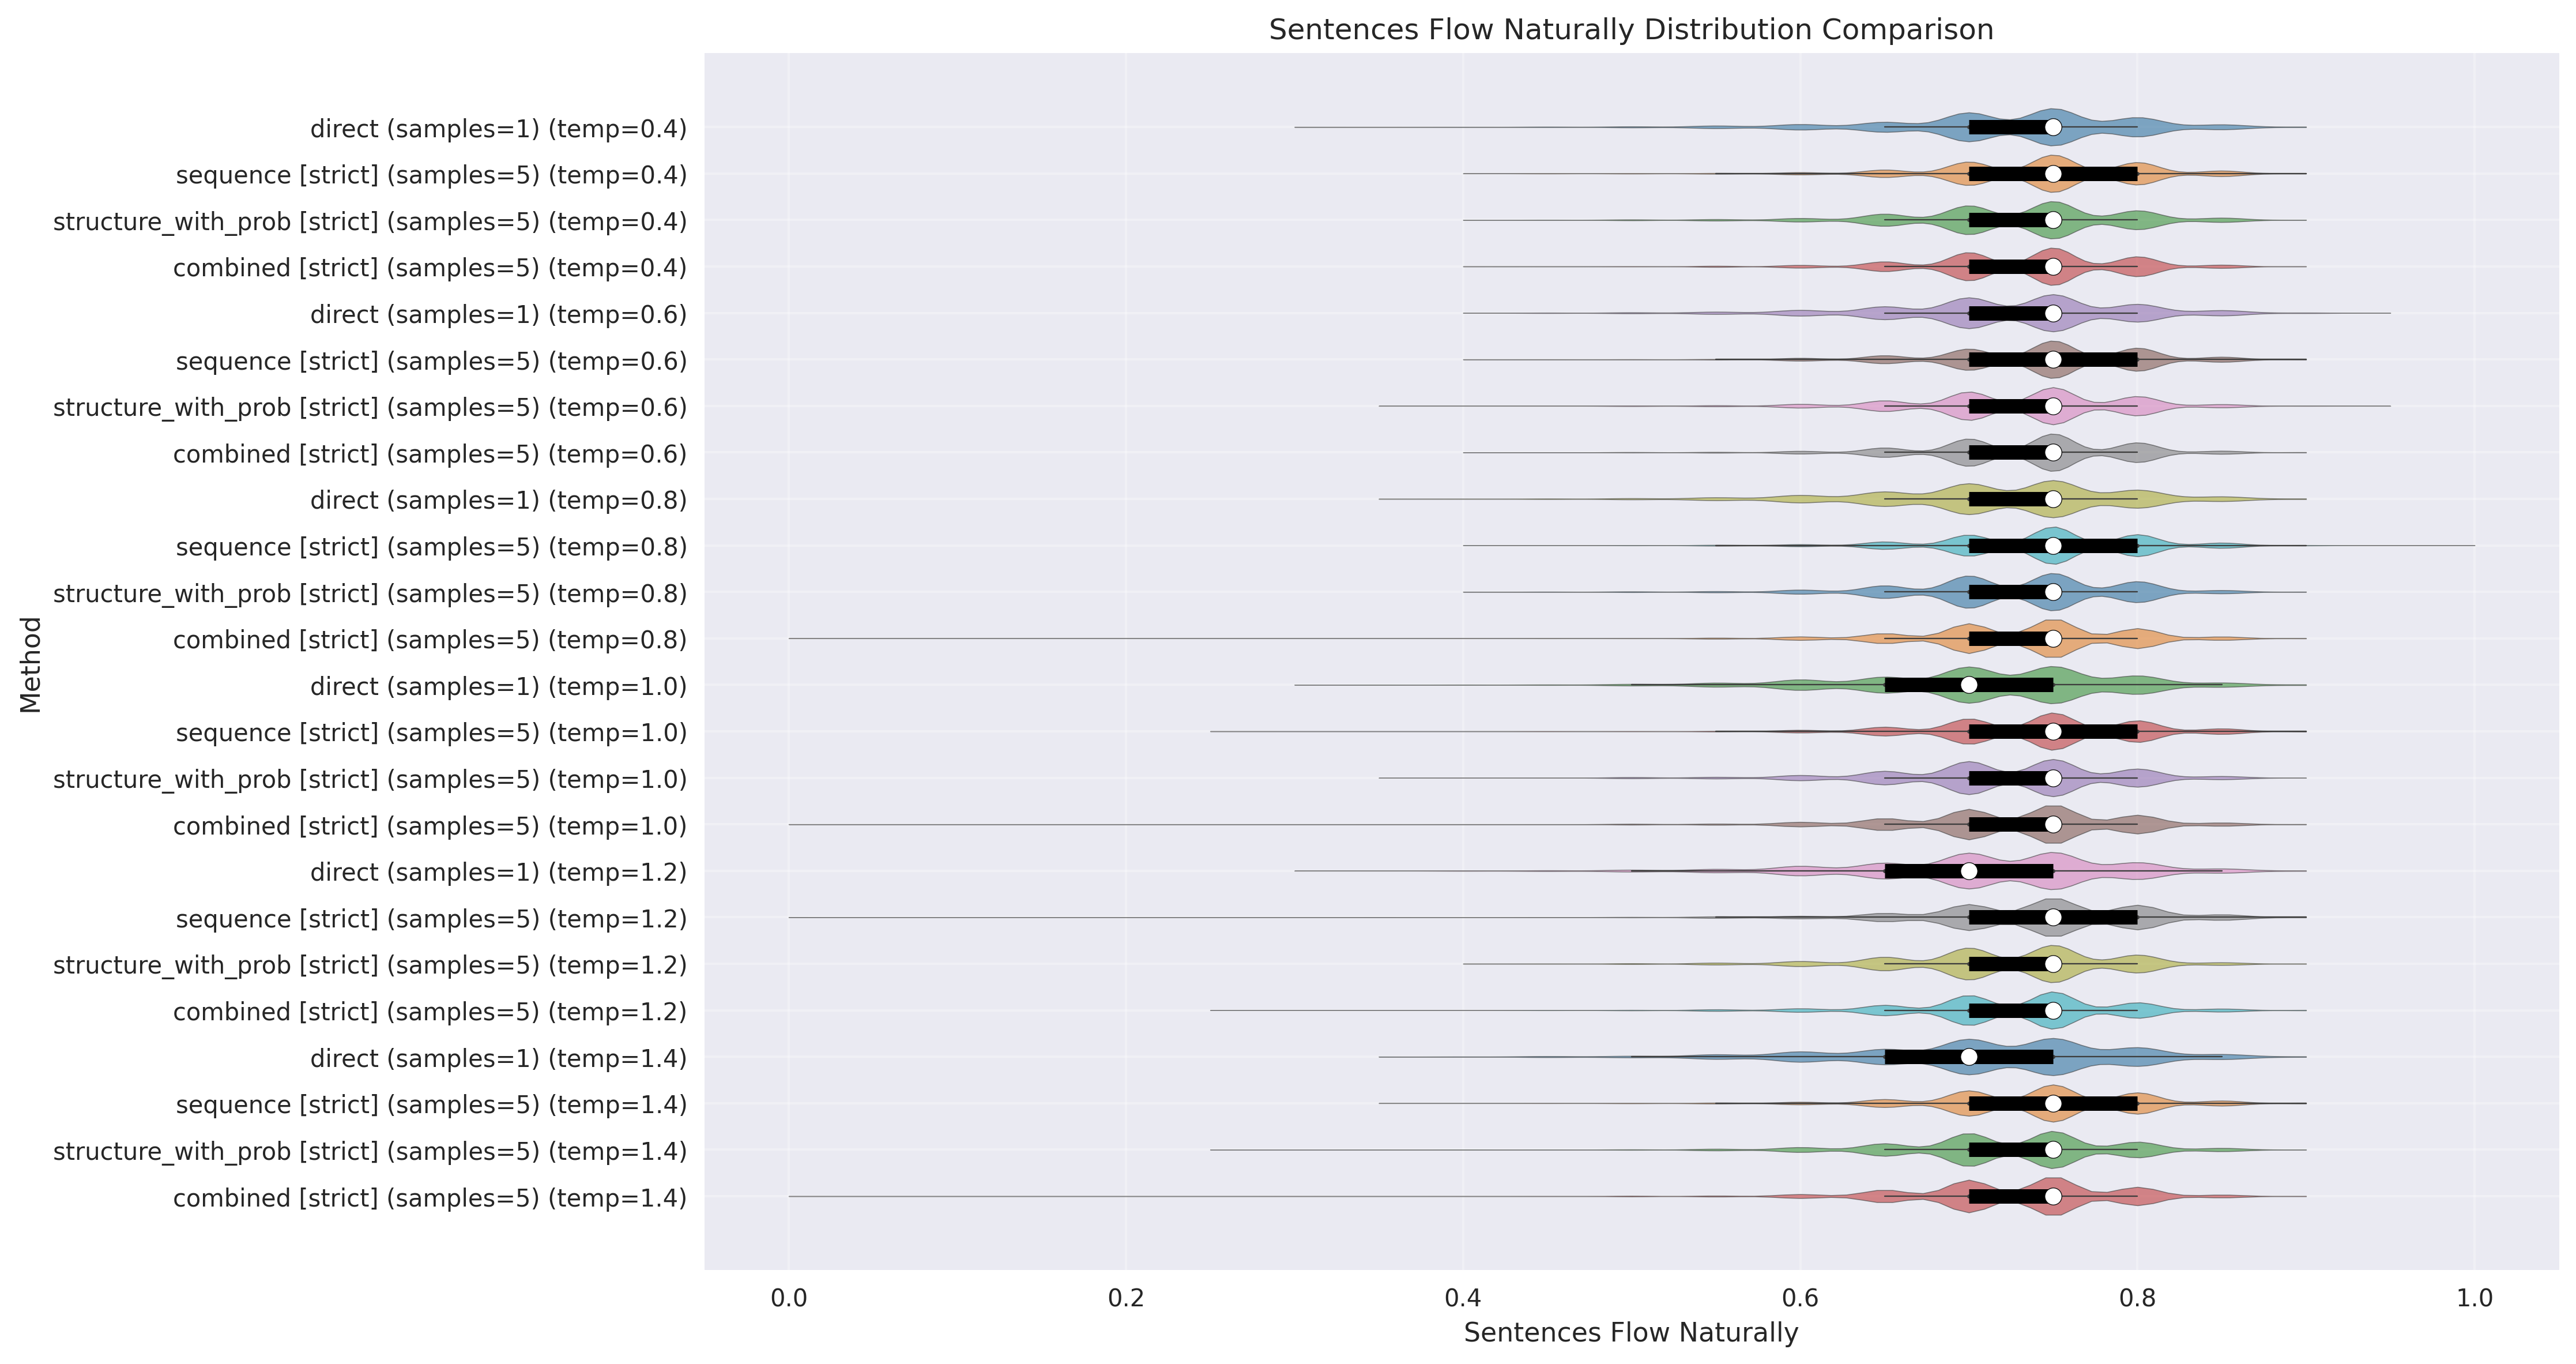 Sentences Flow Naturally Distribution Comparison
direct (samples=1) (temp=0.4)
sequence [strict] (samples=5) (temp=0.4)
structure_with_prob [strict] (samples=5) (temp=0.4)
combined [strict] (samples=5) (temp=0.4)
direct (samples=1) (temp=0.6)
sequence [strict] (samples=5) (temp=0.6)
structure_with_prob [strict] (samples=5) (temp=0.6)
combined [strict] (samples=5) (temp=0.6)
direct (samples=1) (temp=0.8)
sequence [strict] (samples=5) (temp=0.8)
structure_with_prob [strict] (samples=5) (temp=0.8)
combined [strict] (samples=5) (temp=0.8)
direct (samples=1) (temp=1.0)
sequence [strict] (samples=5) (temp=1.0)
structure_with_prob [strict] (samples=5) (temp=1.0)
combined [strict] (samples=5) (temp=1.0)
direct (samples=1) (temp=1.2)
sequence [strict] (samples=5) (temp=1.2)
structure_with_prob [strict] (samples=5) (temp=1.2)
combined [strict] (samples=5) (temp=1.2)
direct (samples=1) (temp=1.4)
sequence [strict] (samples=5) (temp=1.4)
structure_with_prob [strict] (samples=5) (temp=1.4)
combined [strict] (samples=5) (temp=1.4)
Method
0.0 0.2 0.4 0.6 0.8 1.0
Sentences Flow Naturally